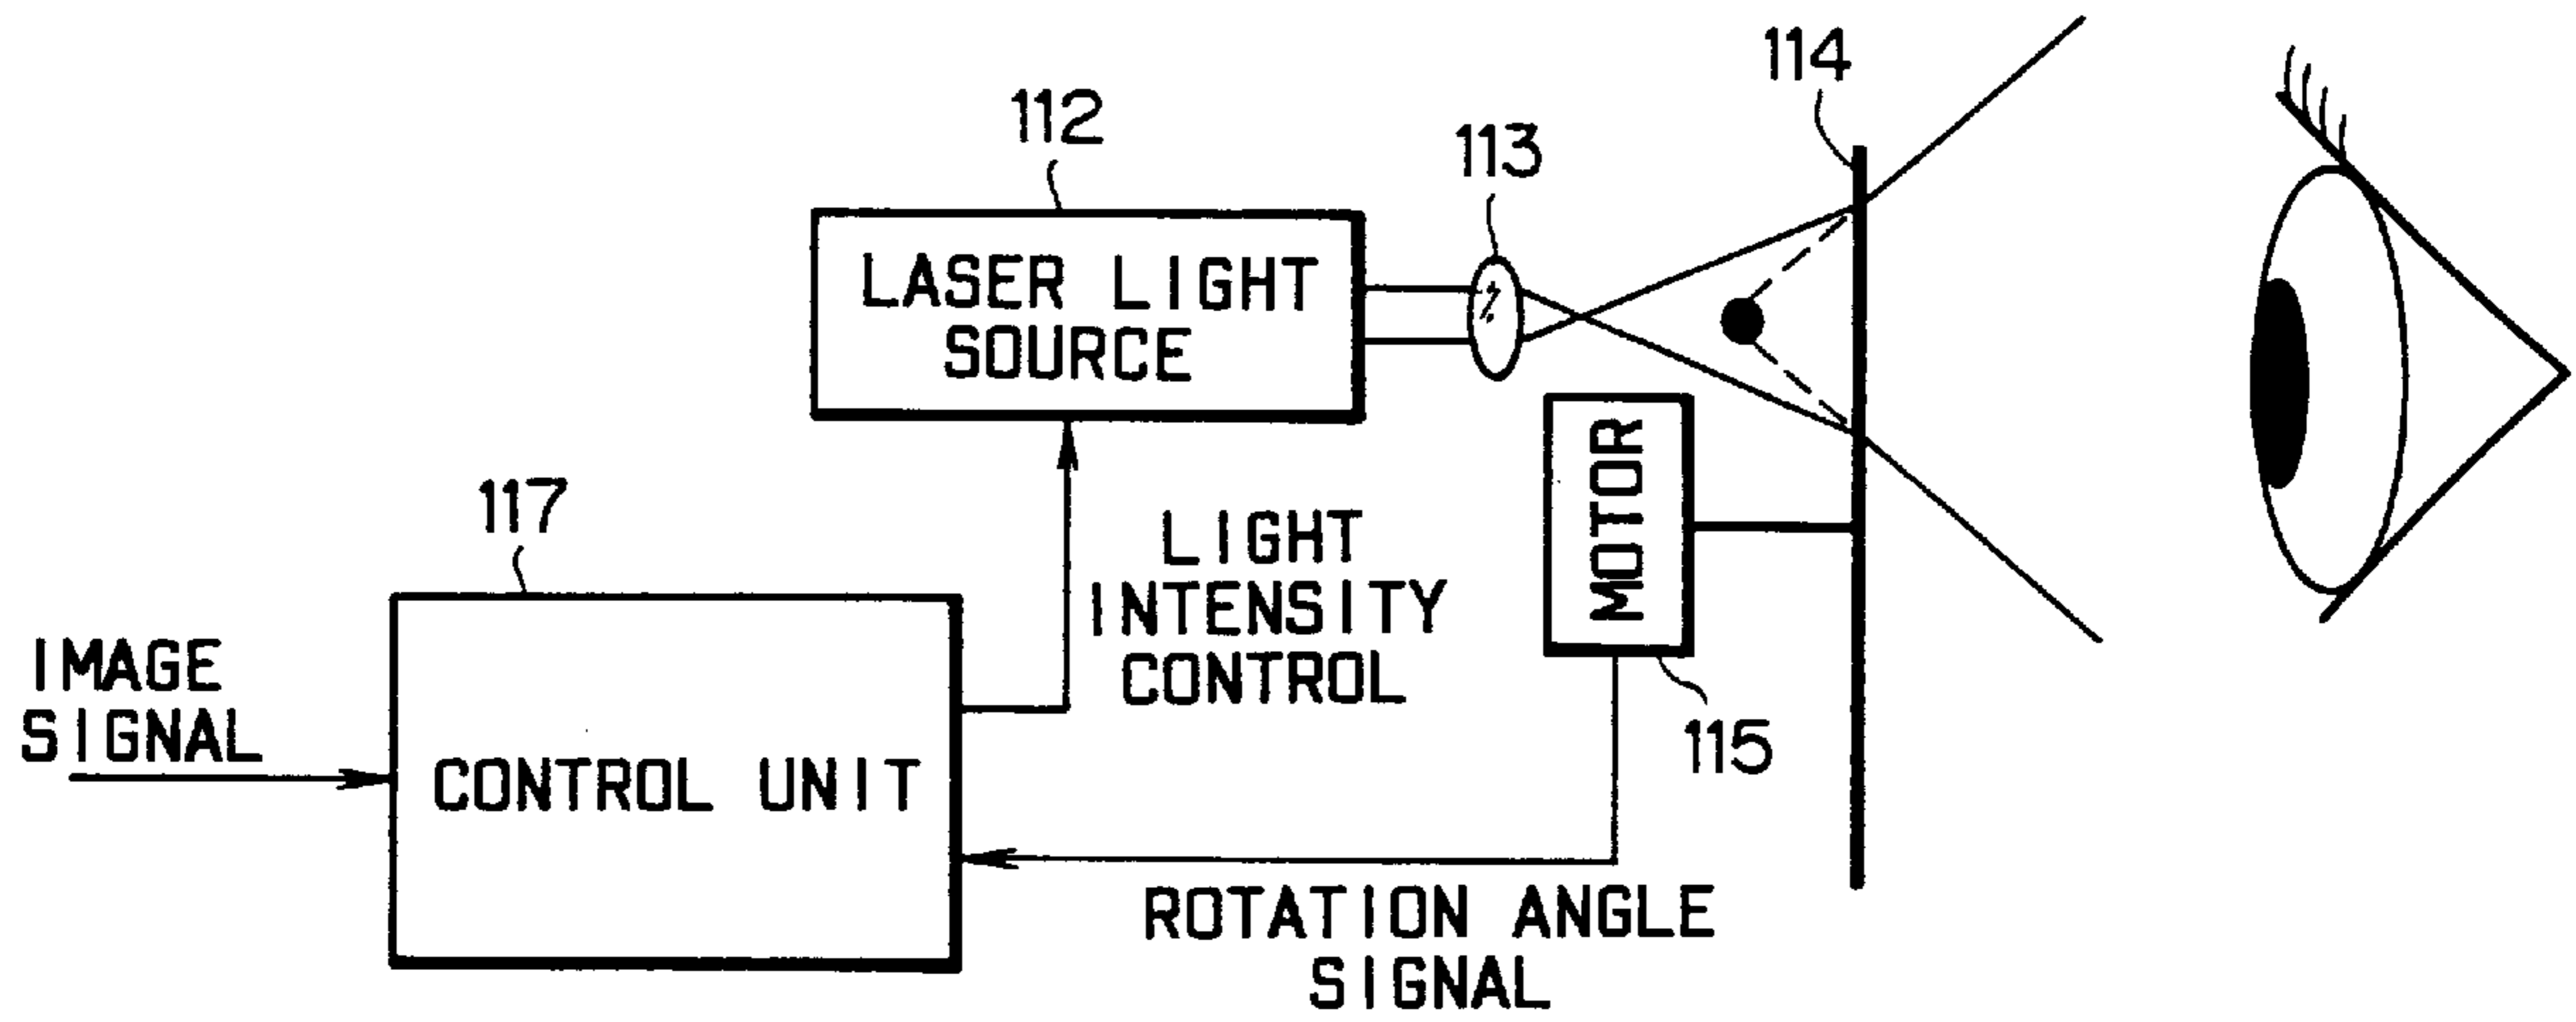 114
112
113
LASER LIGHT
SOURCE
117
LIGHT
INTENSITY
CONTROL
MOTOR
IMAGE
SIGNAL
115
CONTROL UNIT
ROTATION ANGLE
SIGNAL